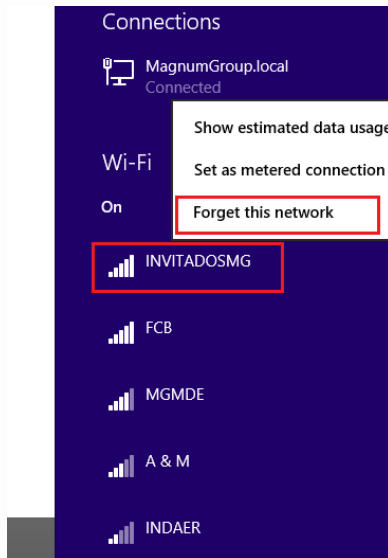 Connections
MagnumGroup.local
Connected
Show estimated data usage
Wi-Fi
Set as metered connection
On
Forget this network
INVITADOSMG
FCB
MGMDE
A & M
INDAER